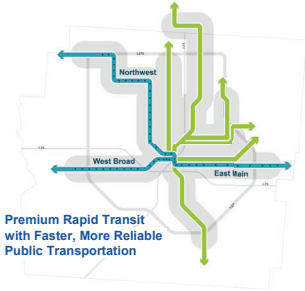 Northwest
West Broad
East Main
Premium Rapid Transit
with Faster, More Reliable
Public Transportation